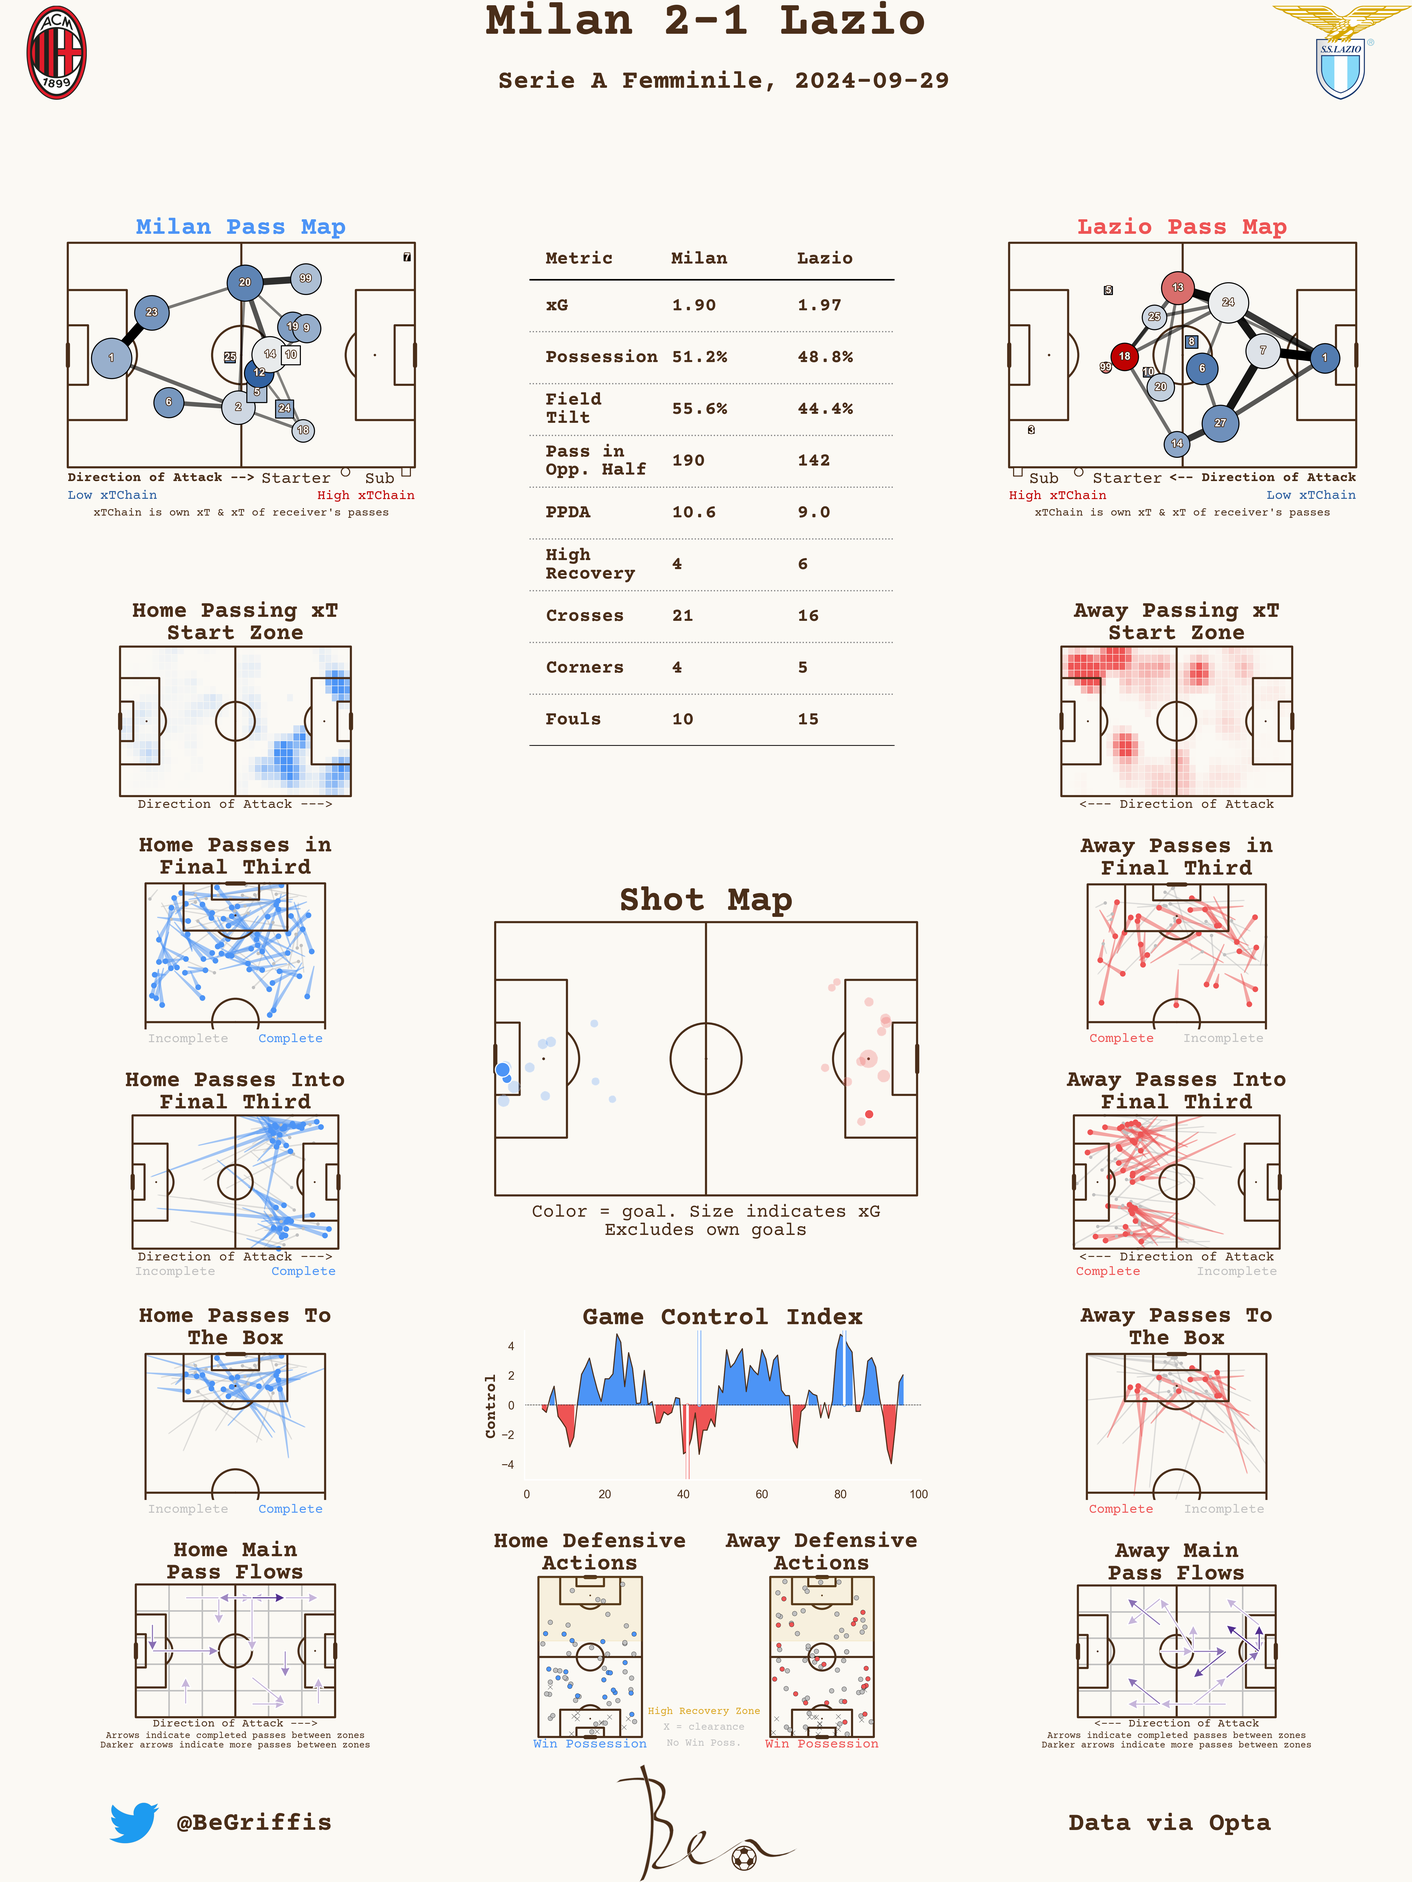 Milan 2-1 Lazio
Serie A Femminile, 2024-09-29
ACM
1899
S.S.LAZIO
®
Milan Pass Map
7
20
99
23
19
9
1
25
14
10
12
5
6
2
24
18
Direction of Attack --> Starter Sub
Low xTChain High xTChain
xTChain is own xT & xT of receiver's passes
Metric Milan Lazio
xG 1.90 1.97
Possession 51.2% 48.8%
Field
Tilt 55.6% 44.4%
Pass in
Opp. Half 190 142
PPDA 10.6 9.0
High
Recovery 4 6
Crosses 21 16
Corners 4 5
Fouls 10 15
Lazio Pass Map
5
13
24
25
8
18
7
1
99
10
6
20
27
3
14
Sub Starter <-- Direction of Attack
High xTChain Low xTChain
xTChain is own xT & xT of receiver's passes
Home Passing xT
Start Zone
Direction of Attack --->
Away Passing xT
Start Zone
<--- Direction of Attack
Home Passes in
Final Third
Incomplete Complete
Away Passes in
Final Third
Complete Incomplete
Shot Map
Color = goal. Size indicates xG
Excludes own goals
Home Passes Into
Final Third
Direction of Attack --->
Incomplete Complete
Away Passes Into
Final Third
<--- Direction of Attack
Complete Incomplete
Home Passes To
The Box
Incomplete Complete
Game Control Index
Control
4
2
0
−2
−4
0 20 40 60 80 100
Away Passes To
The Box
Complete Incomplete
Home Main
Pass Flows
Direction of Attack --->
Arrows indicate completed passes between zones
Darker arrows indicate more passes between zones
Home Defensive
Actions
Win Possession
High Recovery Zone
X = clearance
No Win Poss.
Away Defensive
Actions
Win Possession
Away Main
Pass Flows
<--- Direction of Attack
Arrows indicate completed passes between zones
Darker arrows indicate more passes between zones
@BeGriffis
Ben
Data via Opta